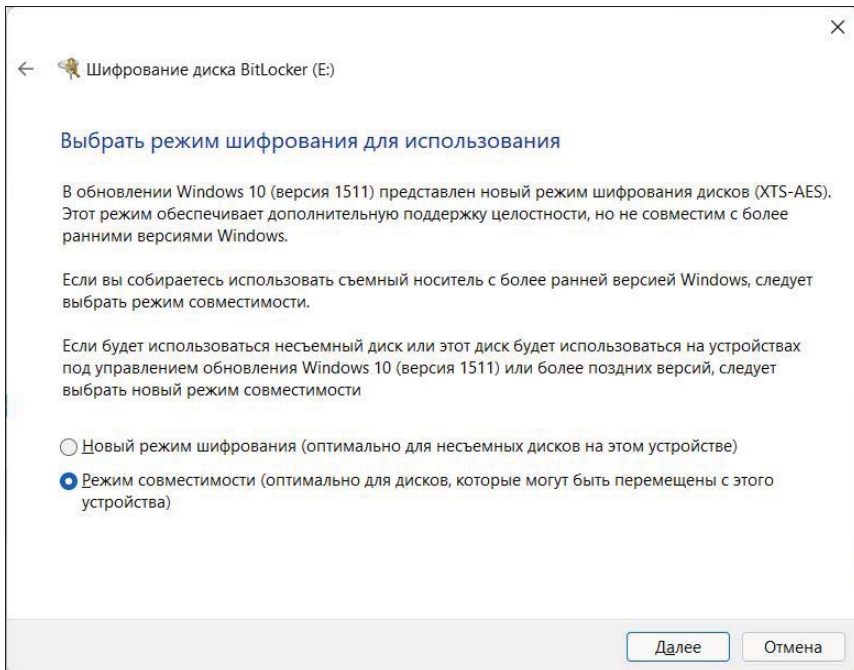 Шифрование диска BitLocker (E:)
Выбрать режим шифрования для использования
В обновлении Windows 10 (версия 1511) представлен новый режим шифрования дисков (XTS-AES).
Этот режим обеспечивает дополнительную поддержку целостности, но не совместим с более
ранними версиями Windows.
Если вы собираетесь использовать съемный носитель с более ранней версией Windows, следует
выбрать режим совместимости.
Если будет использоваться несъемный диск или этот диск будет использоваться на устройствах
под управлением обновления Windows 10 (версия 1511) или более поздних версий, следует
выбрать новый режим совместимости
Новый режим шифрования (оптимально для несъемных дисков на этом устройстве)
Режим совместимости (оптимально для дисков, которые могут быть перемещены с этого
устройства)
Далее
Отмена